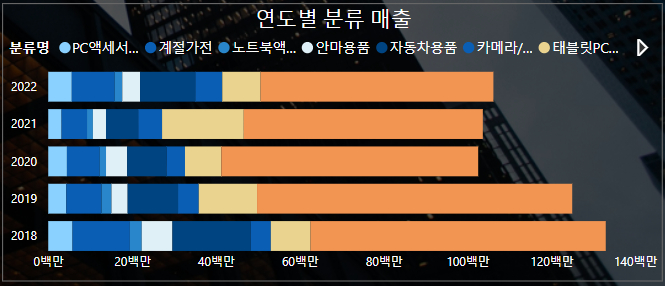 연도별 분류 매출
분류명 PC액세서... 계절가전 노트북액... 안마용품 자동차용품 카메라/... 태블릿PC...
2022
2021
2020
2019
2018
0백만 20백만 40백만 60백만 80백만 100백만 120백만 140백만